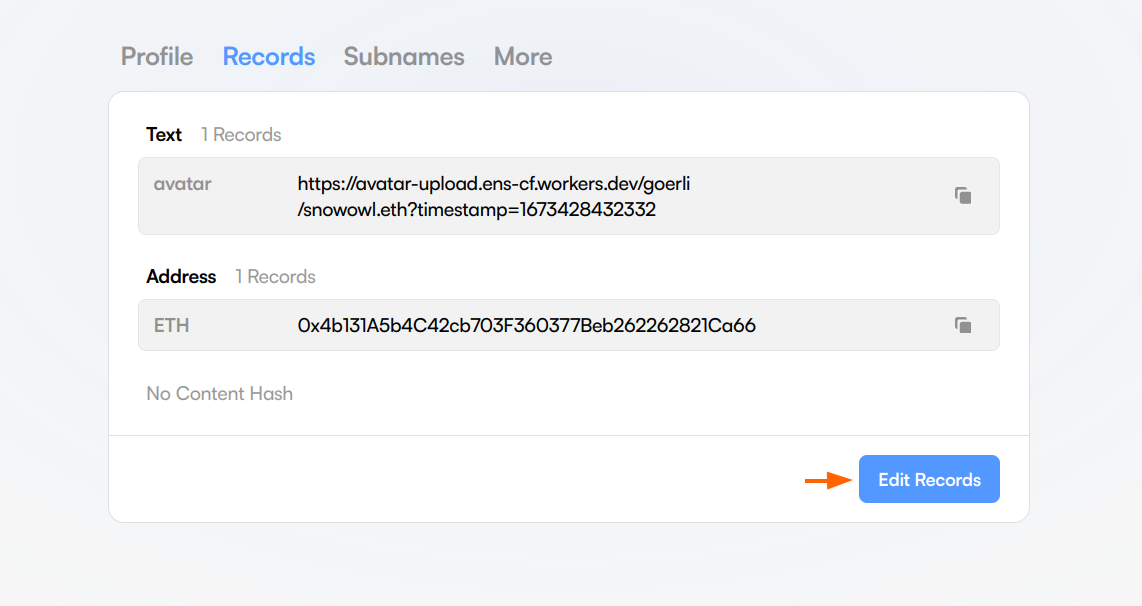 Profile Records Subnames More
Text 1 Records
avatar https://avatar-upload.ens-cf.workers.dev/goerli
/snowowl.eth?timestamp=1673428432332
Address 1 Records
ETH 0x4b131A5b4C42cb703F360377Beb262262821Ca66
No Content Hash
Edit Records